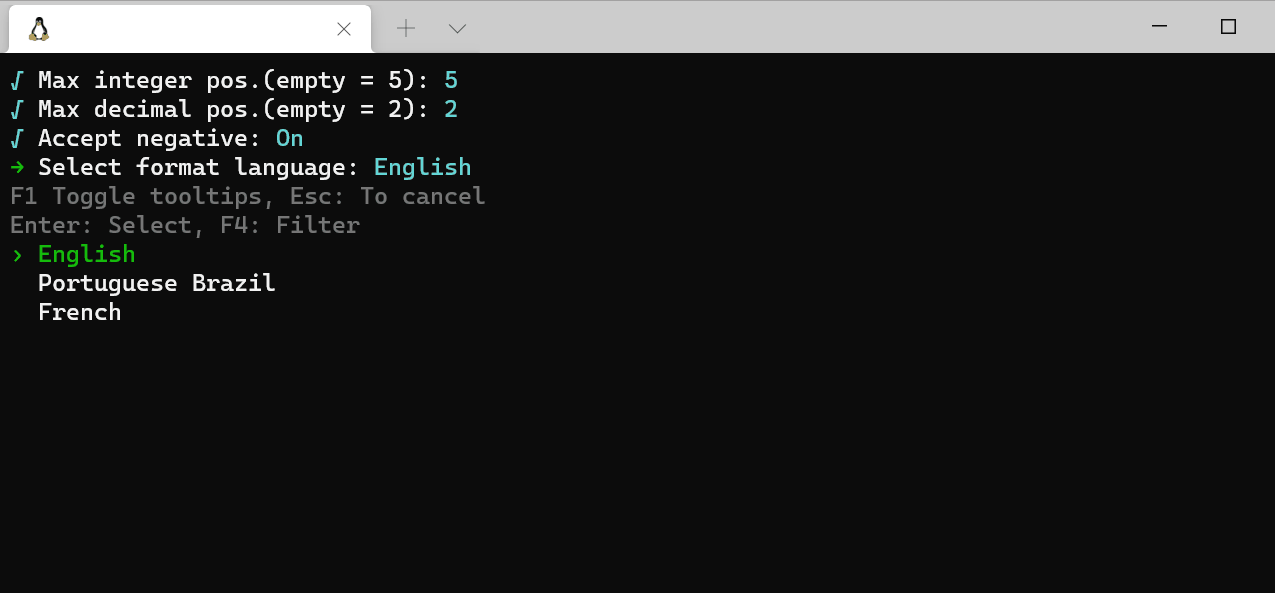 √ Max integer pos.(empty = 5): 5
√ Max decimal pos.(empty = 2): 2
√ Accept negative: On
→ Select format language: English
F1 Toggle tooltips, Esc: To cancel
Enter: Select, F4: Filter
› English
Portuguese Brazil
French